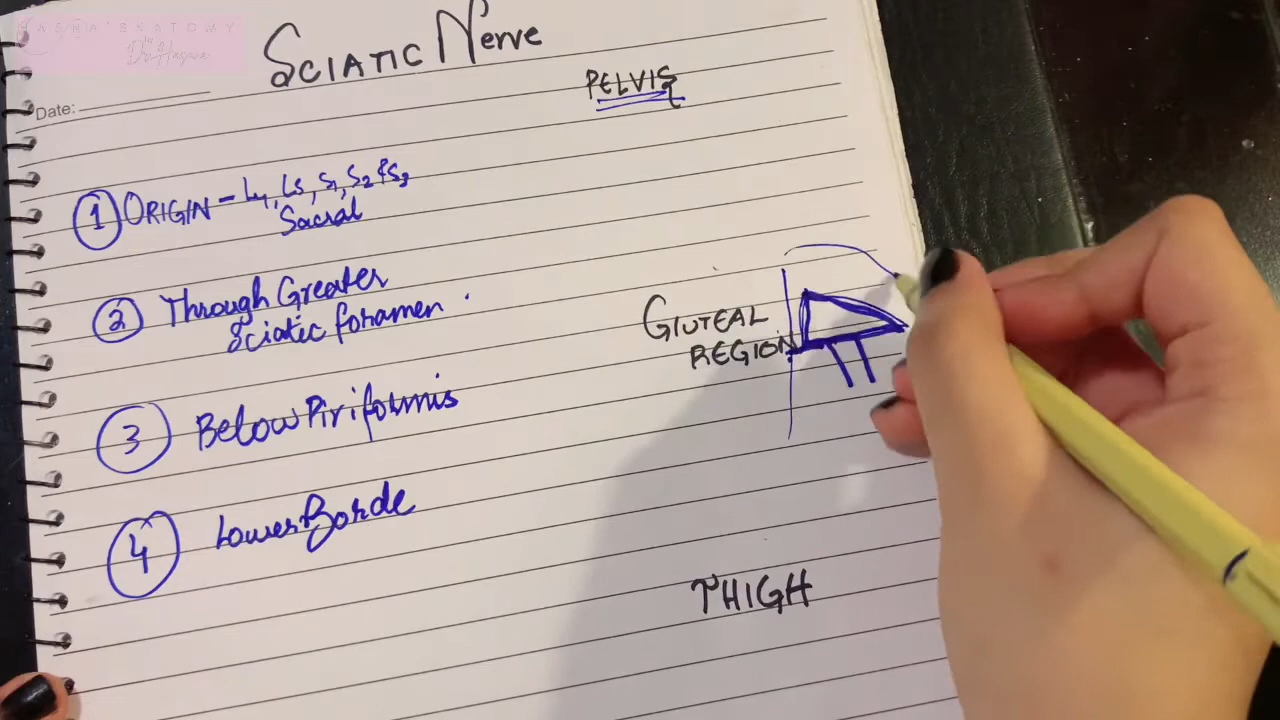 SCIATIC Nerve
PELVIS
Date:
1 ORIGIN - L4, L5, S1, S2 & S3
Sacral
2 Through Greater
Sciatic foramen.
GLUTEAL
REGION
3 Below Piriformis
4 Lower Borde
THIGH